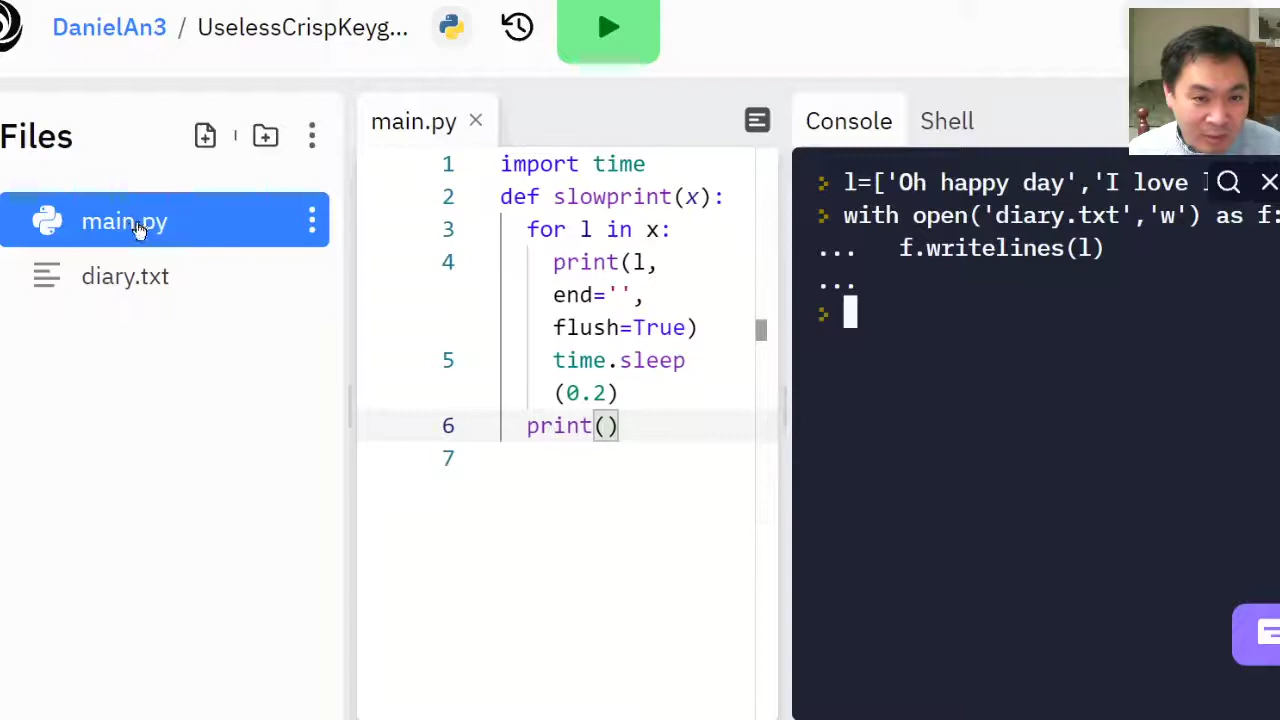 DanielAn3 / UselessCrispKeyg...
Files
main.py
diary.txt
main.py
1 import time
2 def slowprint(x):
3 for l in x:
4 print(l,
end='',
flush=True)
5 time.sleep
(0.2)
6 print()
7
Console Shell
l=['Oh happy day','I love
with open('diary.txt','w') as f:
... f.writelines(l)
...